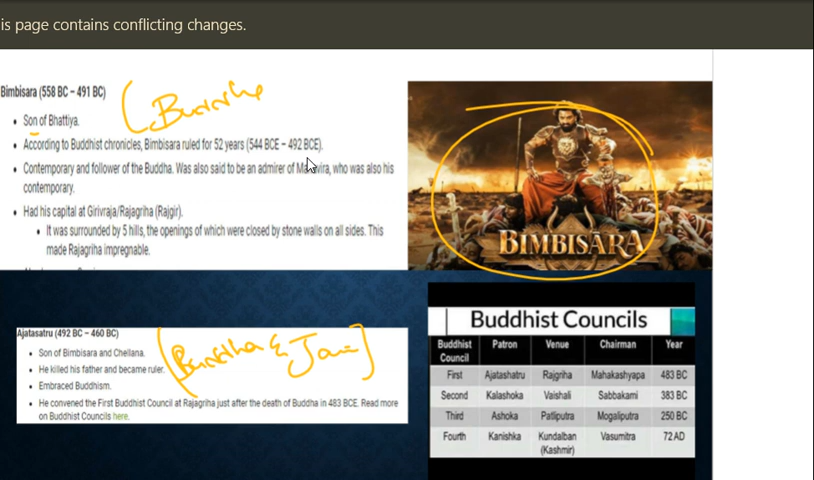 is page contains conflicting changes.
Bimbisara (558 BC – 491 BC)
• Son of Bhattiya.
• According to Buddhist chronicles, Bimbisara ruled for 52 years (544 BCE – 492 BCE).
• Contemporary and follower of the Buddha. Was also said to be an admirer of Mahavira, who was also his
contemporary.
• Had his capital at Girivraja/Rajagriha (Rajgir).
• It was surrounded by 5 hills, the openings of which were closed by stone walls on all sides. This
made Rajagriha impregnable.
BIMBISARA
Ajatasatru (492 BC – 460 BC)
• Son of Bimbisara and Chellana.
• He killed his father and became ruler.
• Embraced Buddhism.
• He convened the First Buddhist Council at Rajagriha just after the death of Buddha in 483 BCE. Read more
on Buddhist Councils here.
Buddhist Councils
Buddhist Council Patron Venue Chairman Year
First Ajatashatru Rajgriha Mahakashyapa 483 BC
Second Kalashoka Vaishali Sabbakami 383 BC
Third Ashoka Patliputra Mogaliputra 250 BC
Fourth Kanishka Kundalban (Kashmir) Vasumitra 72 AD